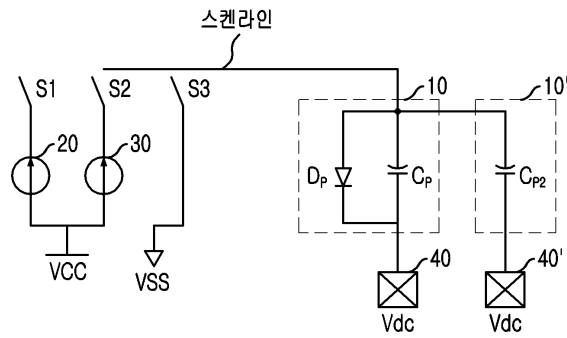 스켄라인
S1 S2 S3
10 10'
20 30
DP CP CP2
VCC VSS
40 40'
Vdc Vdc